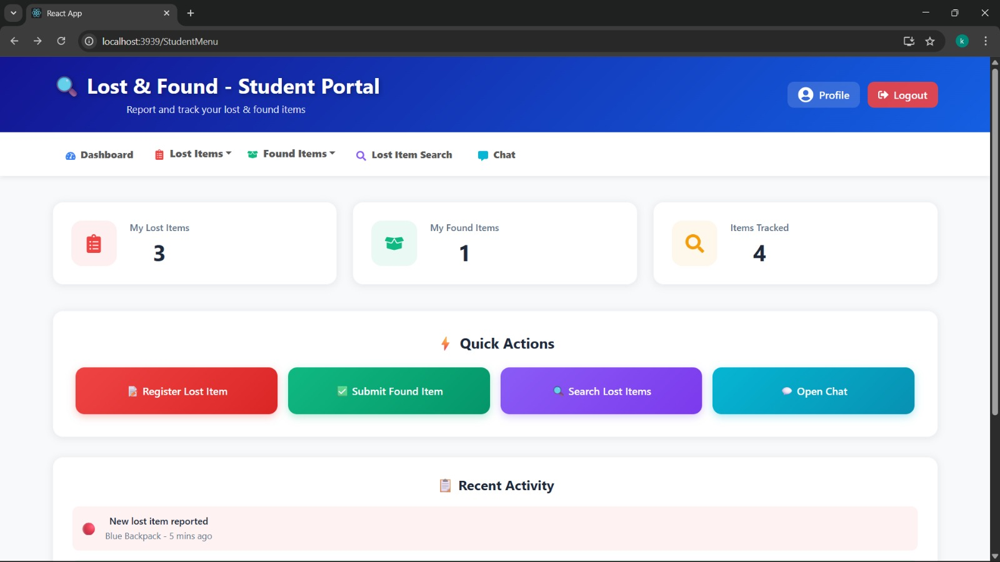 React App
localhost:3939/StudentMenu
k
Lost & Found - Student Portal
Report and track your lost & found items
Profile
Logout
Dashboard
Lost Items
Found Items
Lost Item Search
Chat
My Lost Items
3
My Found Items
1
Items Tracked
4
Quick Actions
Register Lost Item
Submit Found Item
Search Lost Items
Open Chat
Recent Activity
New lost item reported
Blue Backpack - 5 mins ago